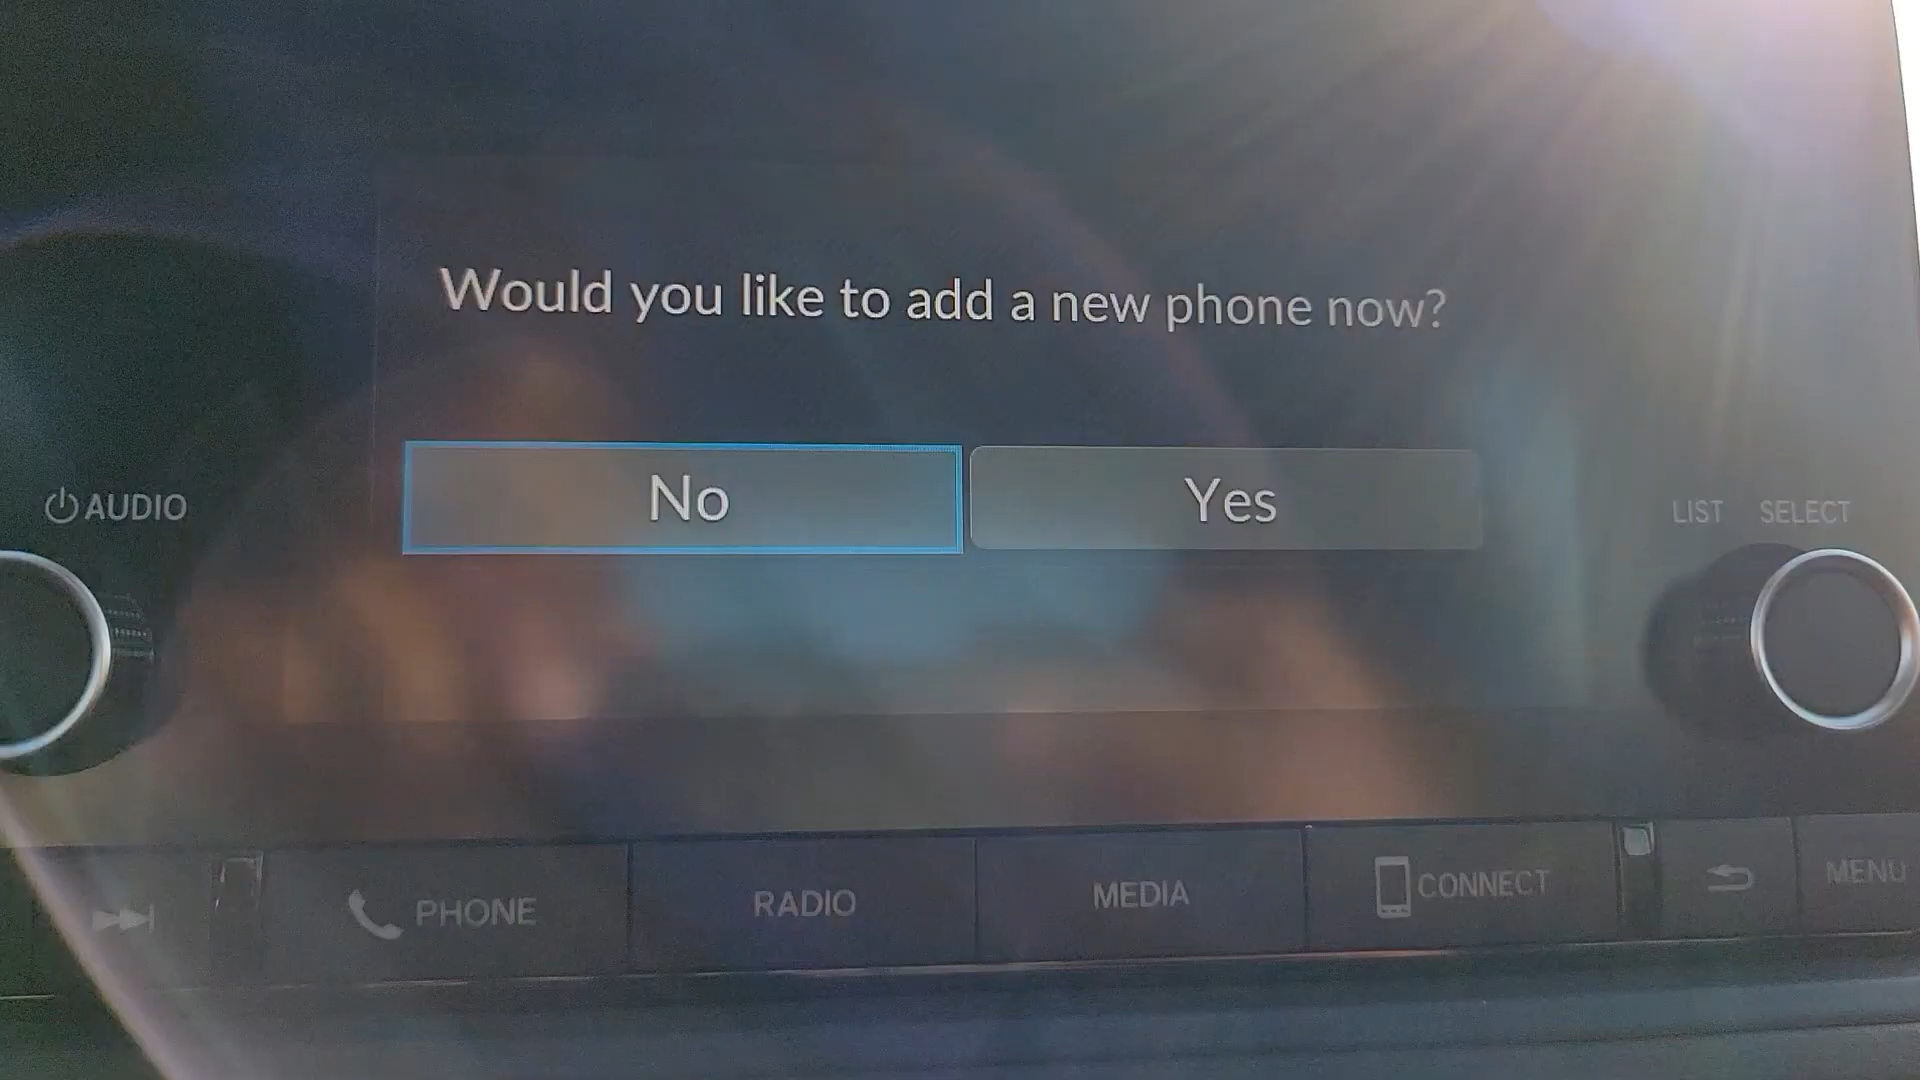 Would you like to add a new phone now?
No Yes
AUDIO LIST SELECT
PHONE RADIO MEDIA CONNECT MENU